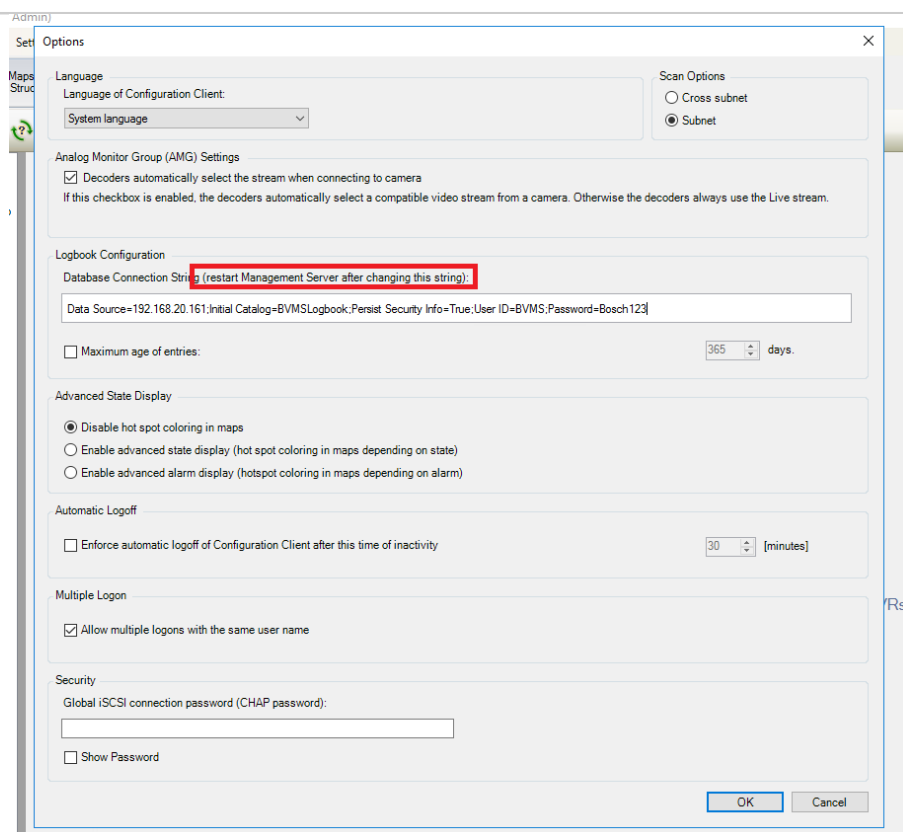 Admin)
Sett
Options
Maps
Struc
Language
Language of Configuration Client:
System language
Scan Options
Cross subnet
Subnet
Analog Monitor Group (AMG) Settings
Decoders automatically select the stream when connecting to camera
If this checkbox is enabled, the decoders automatically select a compatible video stream from a camera. Otherwise the decoders always use the Live stream.
Logbook Configuration
Database Connection String (restart Management Server after changing this string):
Data Source=192.168.20.161;Initial Catalog=BVMSLogbook;Persist Security Info=True;User ID=BVMS;Password=Bosch123
Maximum age of entries: 365 days.
Advanced State Display
Disable hot spot coloring in maps
Enable advanced state display (hot spot coloring in maps depending on state)
Enable advanced alarm display (hotspot coloring in maps depending on alarm)
Automatic Logoff
Enforce automatic logoff of Configuration Client after this time of inactivity 30 [minutes]
Multiple Logon
/Rs
Allow multiple logons with the same user name
Security
Global iSCSI connection password (CHAP password):
Show Password
OK Cancel